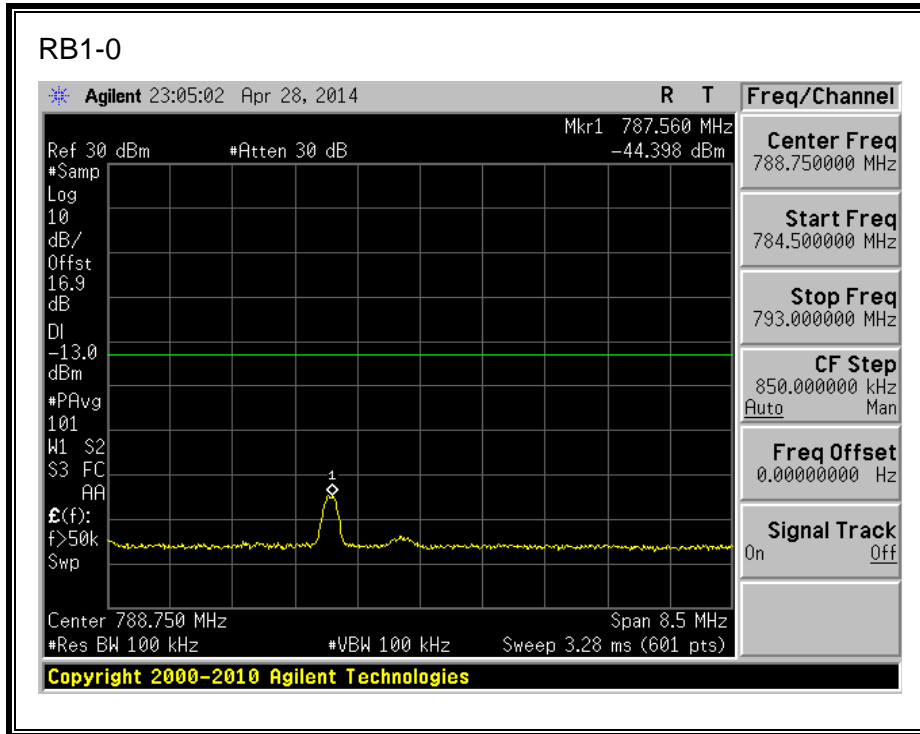 RB1-0
Agilent 23:05:02 Apr 28, 2014 R T
Mkr1 787.560 MHz
Ref 30 dBm #Atten 30 dB -44.398 dBm
#Samp
Log
10
dB/
Offst
16.9
dB
DI
-13.0
dBm
#PAvg
101
W1 S2
S3 FC
AA
£(f):
f>50k
Swp
1
Center 788.750 MHz Span 8.5 MHz
#Res BW 100 kHz #VBW 100 kHz Sweep 3.28 ms (601 pts)
Freq/Channel
Center Freq
788.750000 MHz
Start Freq
784.500000 MHz
Stop Freq
793.000000 MHz
CF Step
850.000000 kHz
Auto Man
Freq Offset
0.00000000 Hz
Signal Track
On Off
Copyright 2000-2010 Agilent Technologies